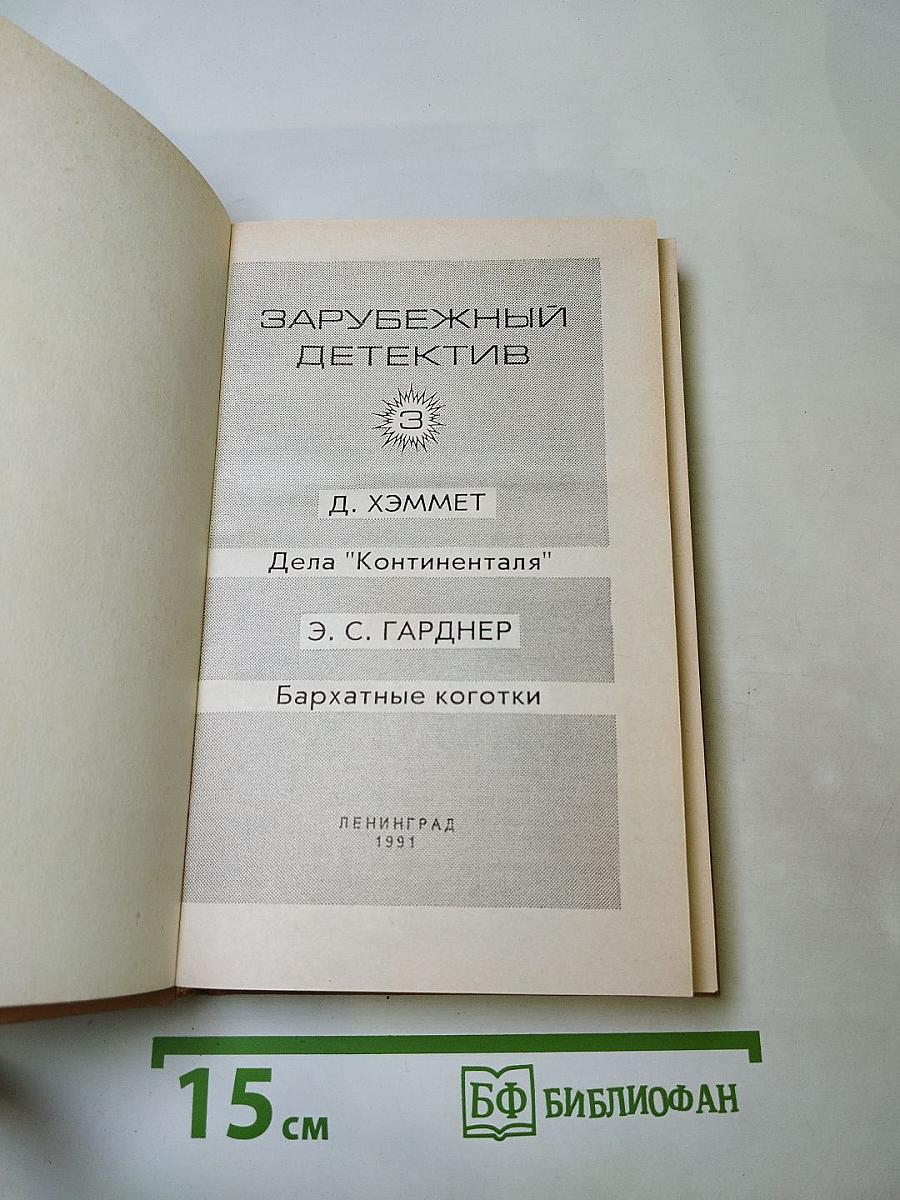 ЗАРУБЕЖНЫЙ
ДЕТЕКТИВ
3
Д. ХЭММЕТ
Дела "Континенталя"
Э. С. ГАРДНЕР
Бархатные коготки
ЛЕНИНГРАД
1991
15 см
БФ БИБЛИОФАН